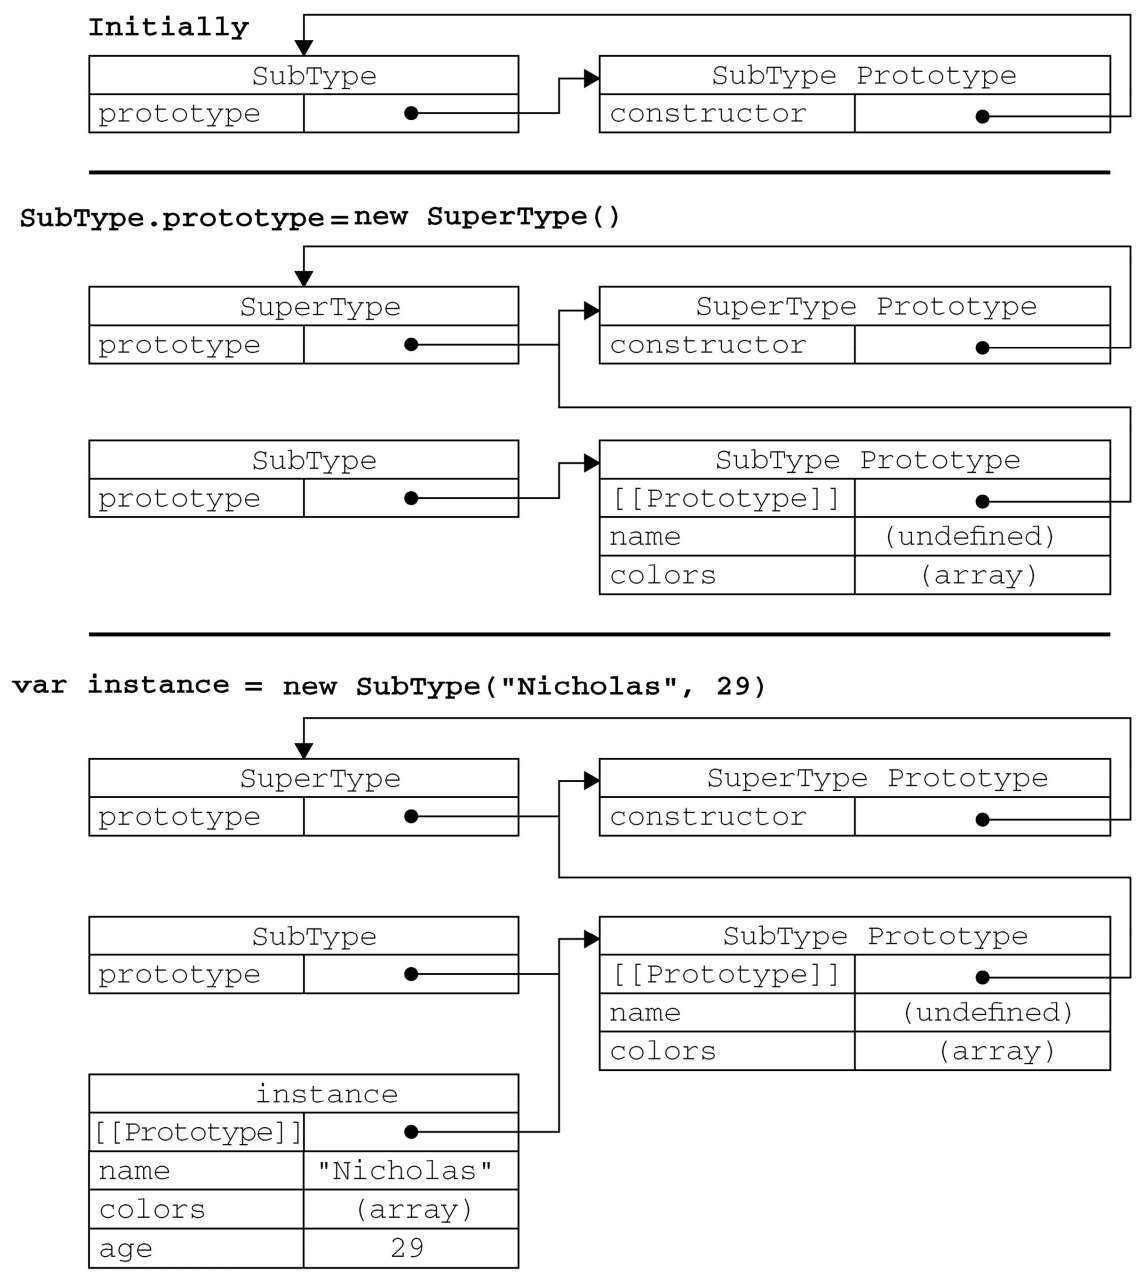 Initially
SubType
SubType Prototype
prototype
constructor
SubType.prototype=new SuperType()
SuperType
SuperType Prototype
prototype
constructor
SubType
SubType Prototype
prototype
[[Prototype]]
name
(undefined)
colors
(array)
var instance = new SubType("Nicholas", 29)
SuperType
SuperType Prototype
prototype
constructor
SubType
SubType Prototype
prototype
[[Prototype]]
name
(undefined)
colors
(array)
instance
[[Prototype]]
name
"Nicholas"
colors
(array)
age
29